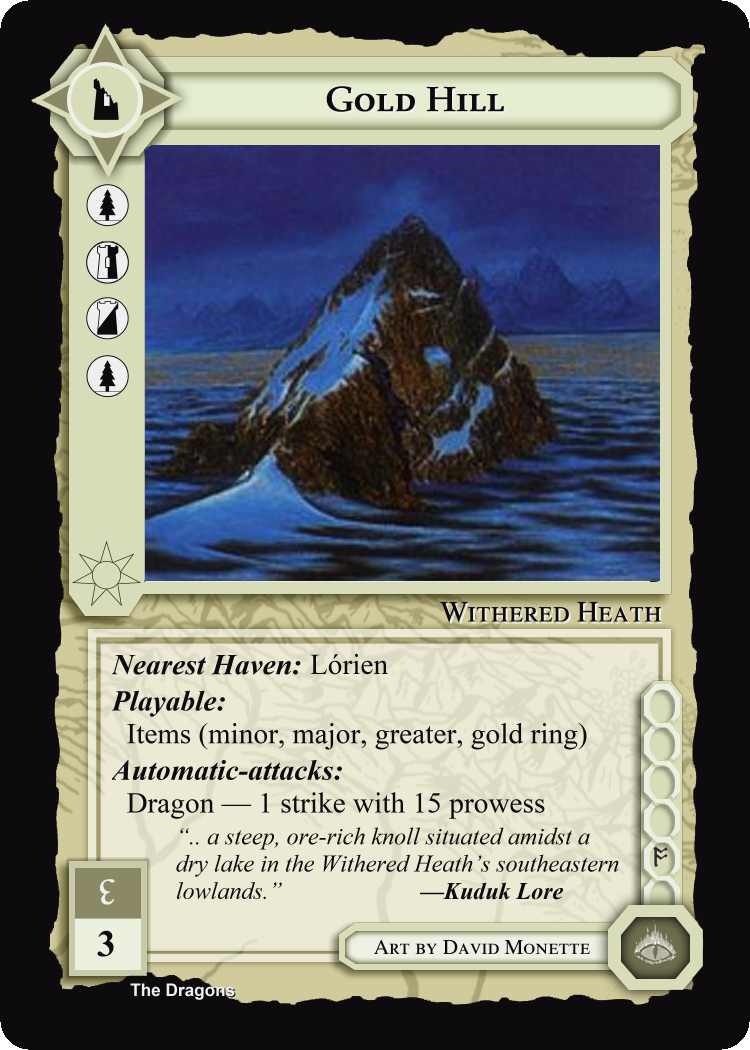 Gold Hill
Withered Heath
Nearest Haven: Lórien
Playable:
Items (minor, major, greater, gold ring)
Automatic-attacks:
Dragon — 1 strike with 15 prowess
“.. a steep, ore-rich knoll situated amidst a
dry lake in the Withered Heath’s southeastern
lowlands.” —Kuduk Lore
3
Art by David Monette
The Dragons